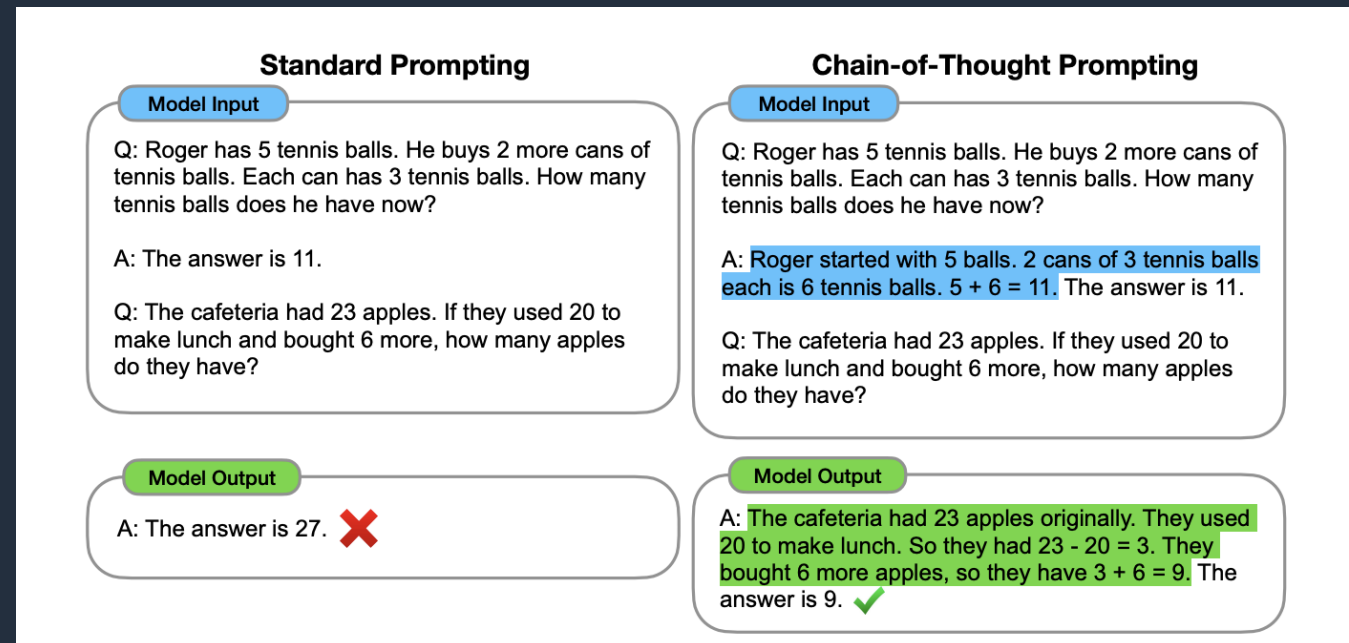 Standard Prompting
Model Input
Q: Roger has 5 tennis balls. He buys 2 more cans of
tennis balls. Each can has 3 tennis balls. How many
tennis balls does he have now?
A: The answer is 11.
Q: The cafeteria had 23 apples. If they used 20 to
make lunch and bought 6 more, how many apples
do they have?
Model Output
A: The answer is 27.
Chain-of-Thought Prompting
Model Input
Q: Roger has 5 tennis balls. He buys 2 more cans of
tennis balls. Each can has 3 tennis balls. How many
tennis balls does he have now?
A: Roger started with 5 balls. 2 cans of 3 tennis balls
each is 6 tennis balls. 5 + 6 = 11. The answer is 11.
Q: The cafeteria had 23 apples. If they used 20 to
make lunch and bought 6 more, how many apples
do they have?
Model Output
A: The cafeteria had 23 apples originally. They used
20 to make lunch. So they had 23 - 20 = 3. They
bought 6 more apples, so they have 3 + 6 = 9. The
answer is 9.